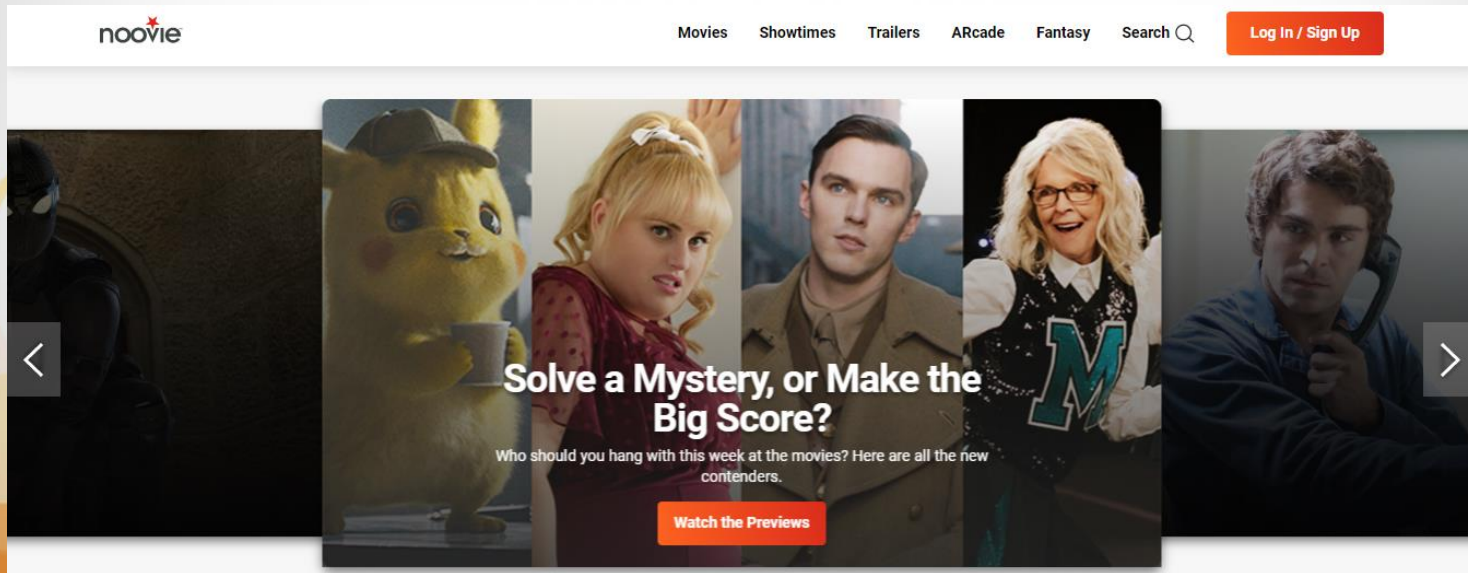 noovie
Movies
Showtimes
Trailers
ARcade
Fantasy
Search
Log In / Sign Up
M
Solve a Mystery, or Make the
Big Score?
Who should you hang with this week at the movies? Here are all the new
contenders.
Watch the Previews